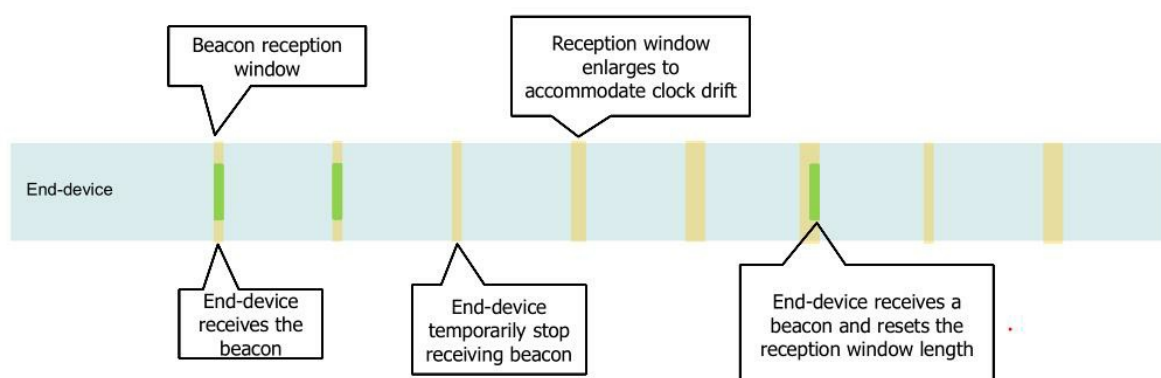 Beacon reception
window
Reception window
enlarges to
accommodate clock drift
End-device
End-device
receives the
beacon
End-device
temporarily stop
receiving beacon
End-device receives a
beacon and resets the
reception window length